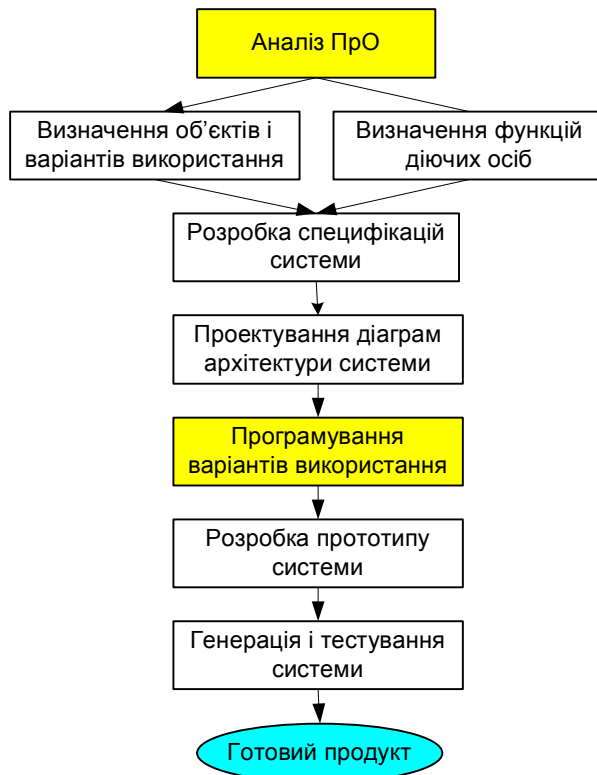 Аналіз ПрО
Визначення об’єктів і
варіантів використання
Визначення функцій
діючих осіб
Розробка специфікацій
системи
Проектування діаграм
архітектури системи
Програмування
варіантів використання
Розробка прототипу
системи
Генерація і тестування
системи
Готовий продукт